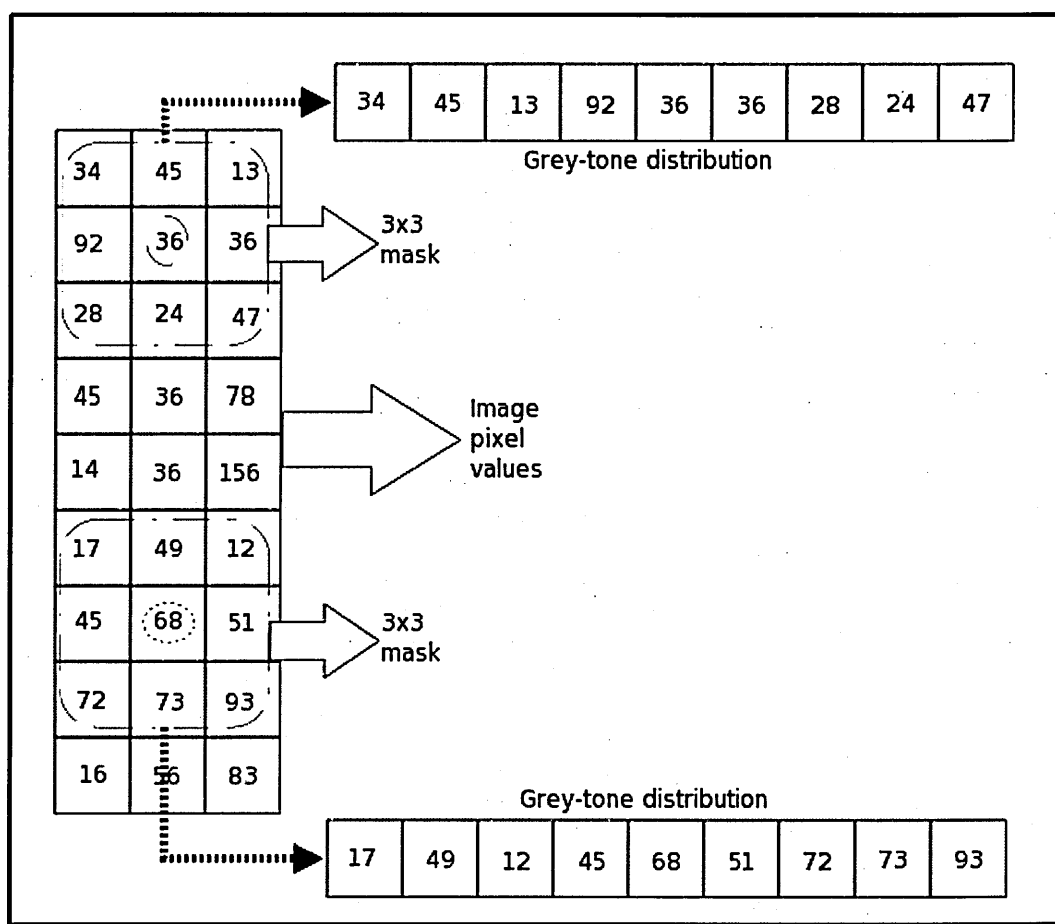 34 45 13 92 36 36 28 24 47
Grey-tone distribution
34 45 13
92 36 36
3x3
mask
28 24 47
45 36 78
Image
pixel
values
14 36 156
17 49 12
45 68 51
3x3
mask
72 73 93
16 56 83
Grey-tone distribution
17 49 12 45 68 51 72 73 93